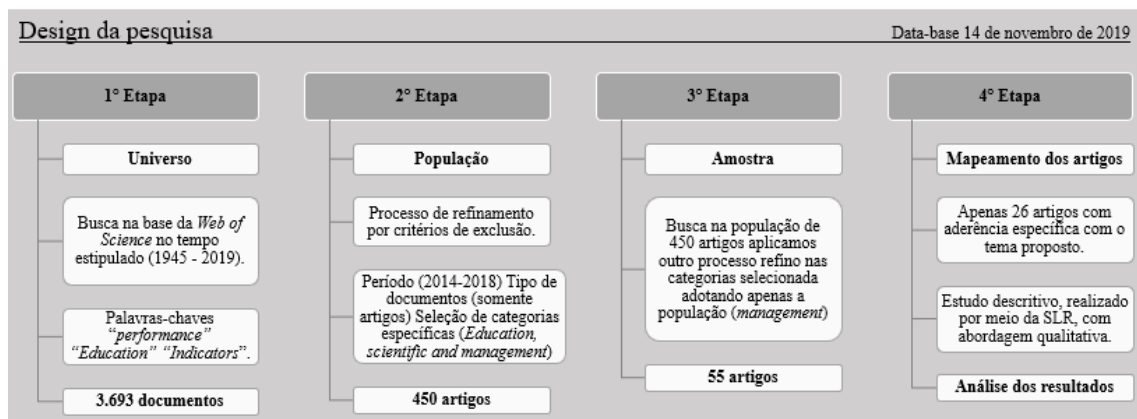 Design da pesquisa
Data-base 14 de novembro de 2019
1° Etapa
Universo
Busca na base da Web of
Science no tempo
estipulado (1945 - 2019).
Palavras-chaves
“performance”
“Education” “Indicators”.
3.693 documentos
2° Etapa
População
Processo de refinamento
por critérios de exclusão.
Período (2014-2018) Tipo de
documentos (somente
artigos) Seleção de categorias
específicas (Education,
scientific and management)
450 artigos
3° Etapa
Amostra
Busca na população de
450 artigos aplicamos
outro processo refino nas
categorias selecionada
adotando apenas a
população (management)
55 artigos
4° Etapa
Mapeamento dos artigos
Apenas 26 artigos com
aderência específica com o
tema proposto.
Estudo descritivo, realizado
por meio da SLR, com
abordagem qualitativa.
Análise dos resultados